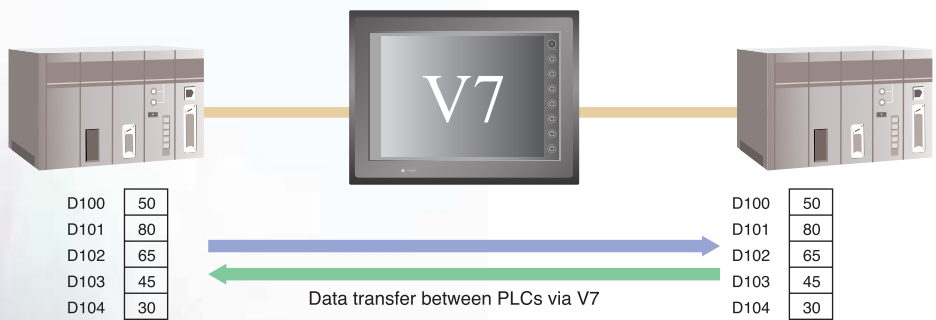 V7
D100 50 D100 50
D101 80 D101 80
D102 65 D102 65
D103 45 D103 45
D104 30 D104 30
Data transfer between PLCs via V7